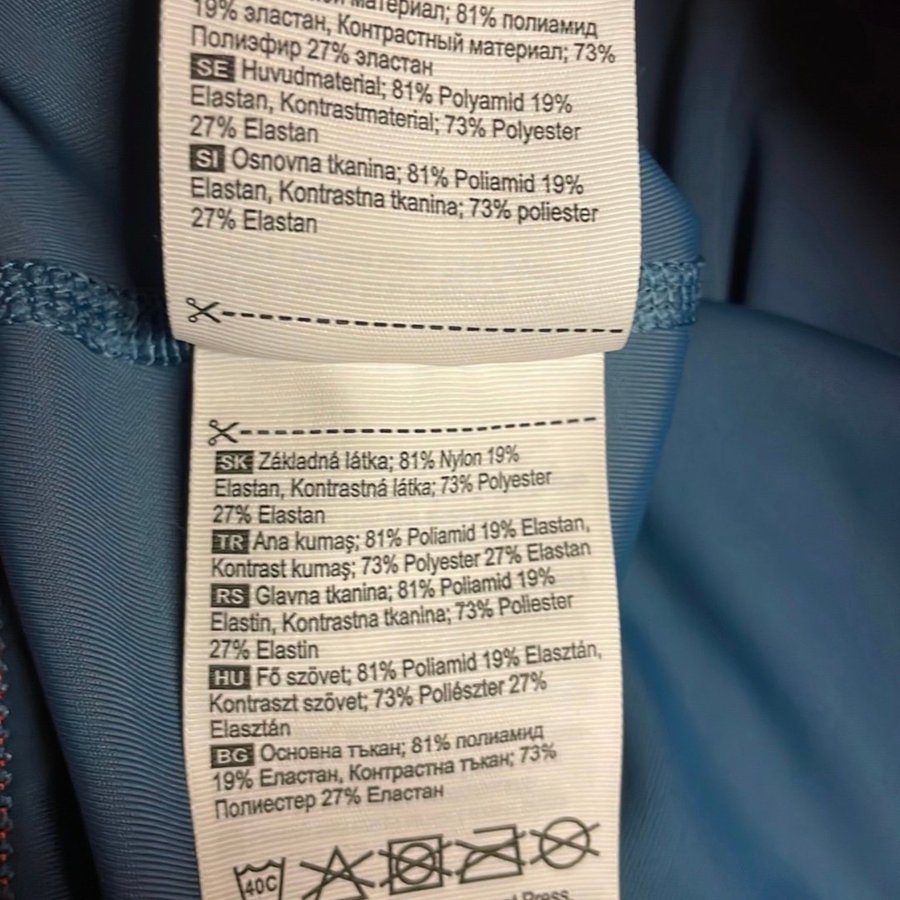 материал; 81% полиамид
19% эластан, Контрастный материал; 73%
Полиэфир 27% эластан
SE Huvudmaterial; 81% Polyamid 19%
Elastan, Kontrastmaterial; 73% Polyester
27% Elastan
SI Osnovna tkanina; 81% Poliamid 19%
Elastan, Kontrastna tkanina; 73% poliester
27% Elastan
SK Základná látka; 81% Nylon 19%
Elastan, Kontrastná látka; 73% Polyester
27% Elastan
TR Ana kumaş; 81% Poliamid 19% Elastan,
Kontrast kumaş; 73% Polyester 27% Elastan
RS Glavna tkanina; 81% Poliamid 19%
Elastin, Kontrastna tkanina; 73% Poliester
27% Elastin
HU Fő szövet; 81% Poliamid 19% Elasztán,
Kontraszt szövet; 73% Poliészter 27%
Elasztán
BG Основна тъкан; 81% полиамид
19% Еластан, Контрастна тъкан; 73%
Полиестер 27% Еластан
40C
Press